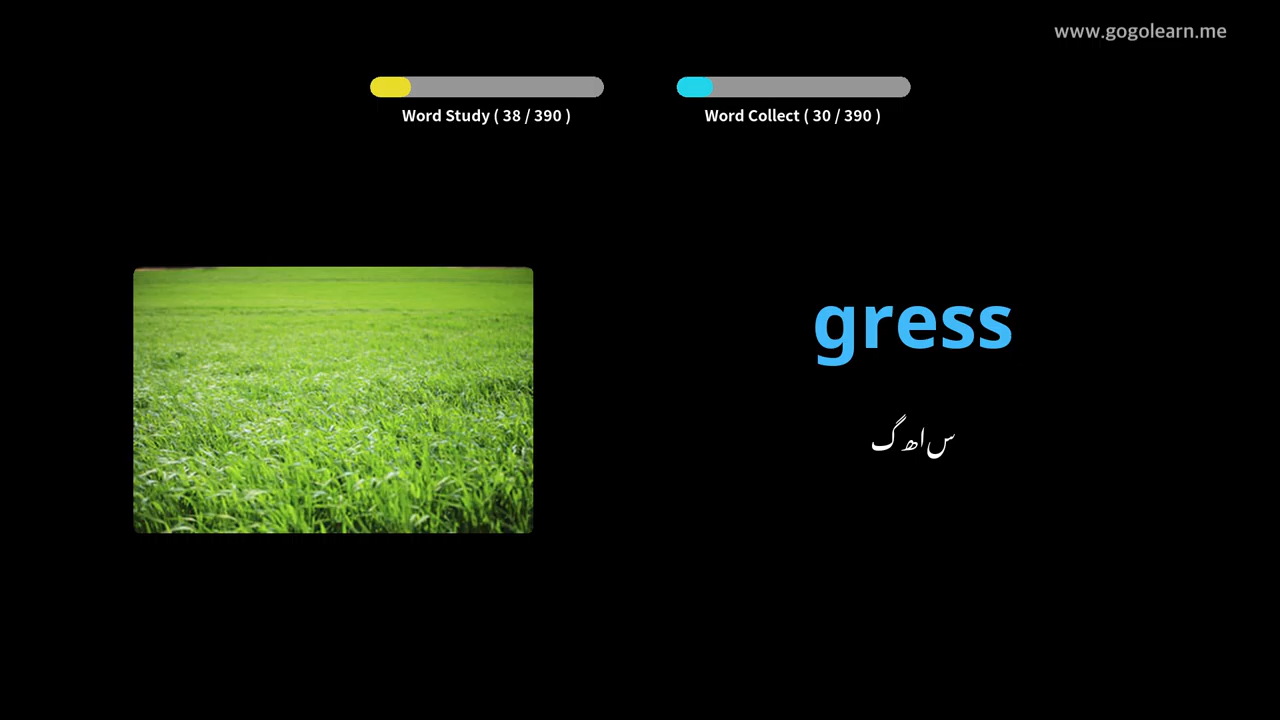 www.gogolearn.me
Word Study ( 38 / 390 )
Word Collect ( 30 / 390 )
gress
س اھ گ